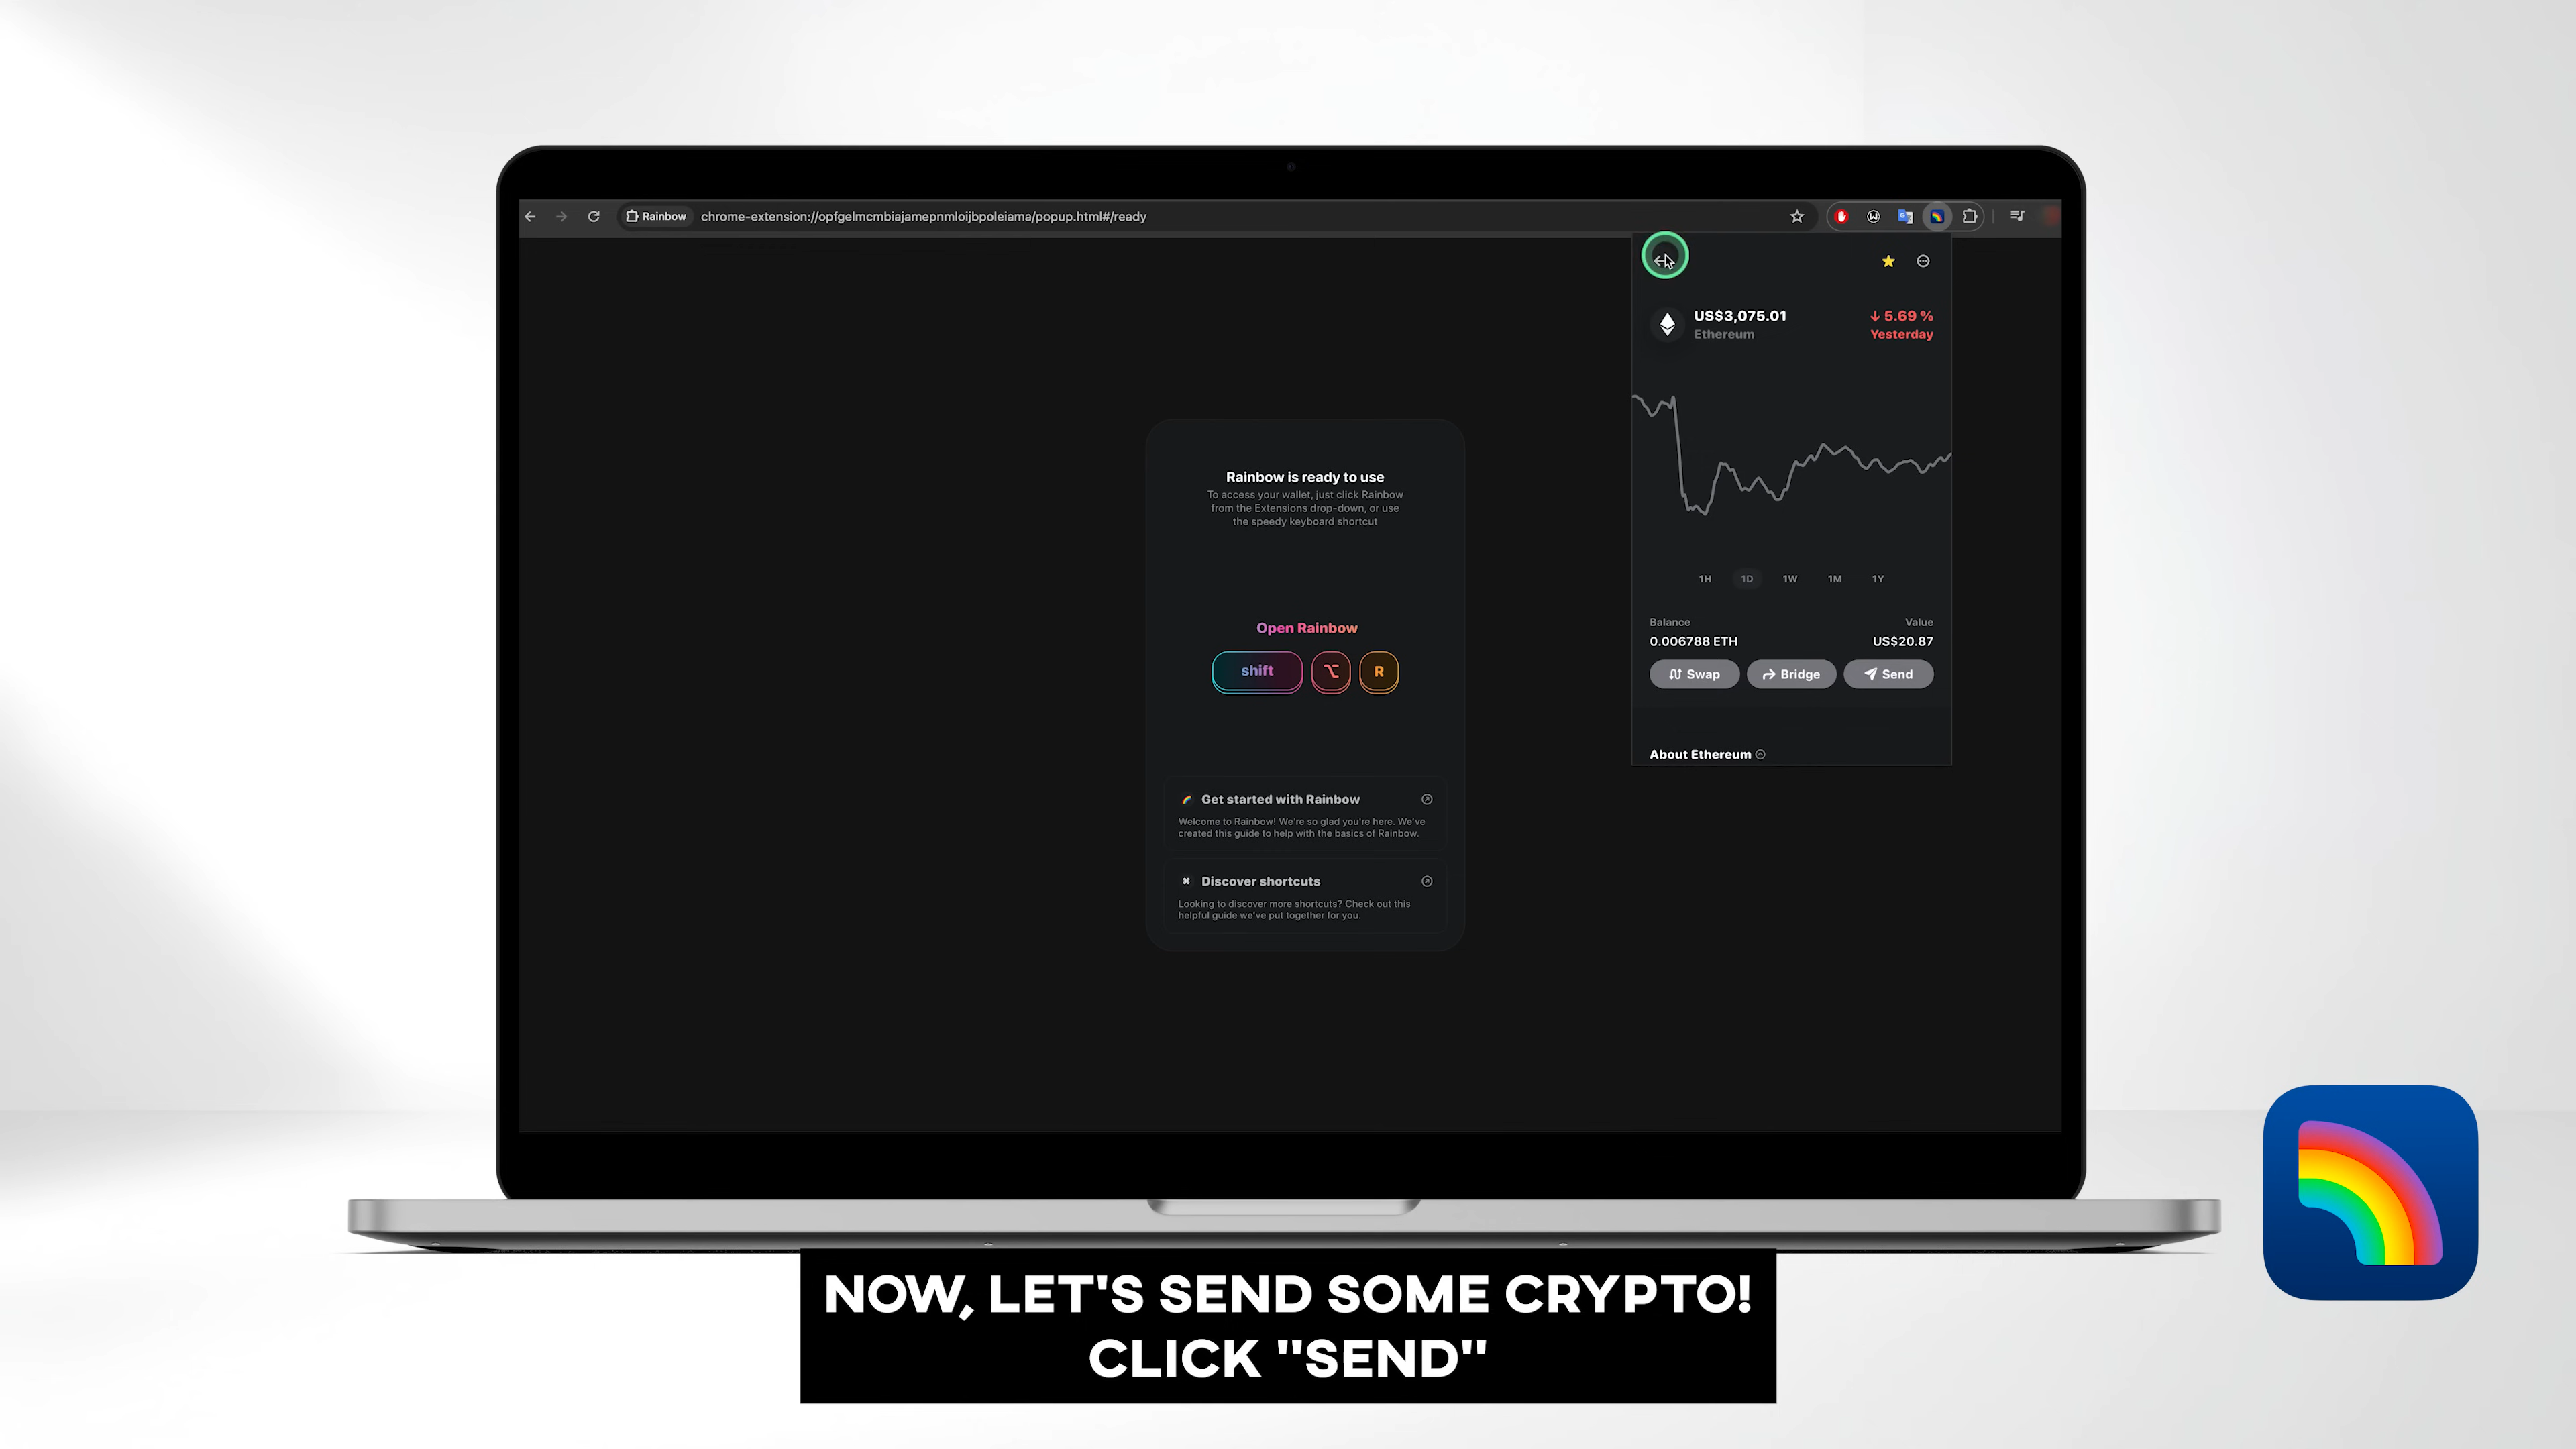 Rainbow
chrome-extension://opfgelmcmbiajamepnmloijbpoleiama/popup.html#/ready
US$3,075.01
↓ 5.69 %
Ethereum
Yesterday
1H 1D 1W 1M 1Y
Balance
Value
0.006788 ETH
US$20.87
Swap
Bridge
Send
About Ethereum
Rainbow is ready to use
To access your wallet, just click Rainbow
from the Extensions drop-down, or use
the speedy keyboard shortcut
Open Rainbow
shift
⌥
R
Get started with Rainbow
Welcome to Rainbow! We're so glad you're here. We've
created this guide to help with the basics of Rainbow.
Discover shortcuts
Looking to discover more shortcuts? Check out this
helpful guide we've put together for you.
NOW, LET'S SEND SOME CRYPTO!
CLICK "SEND"